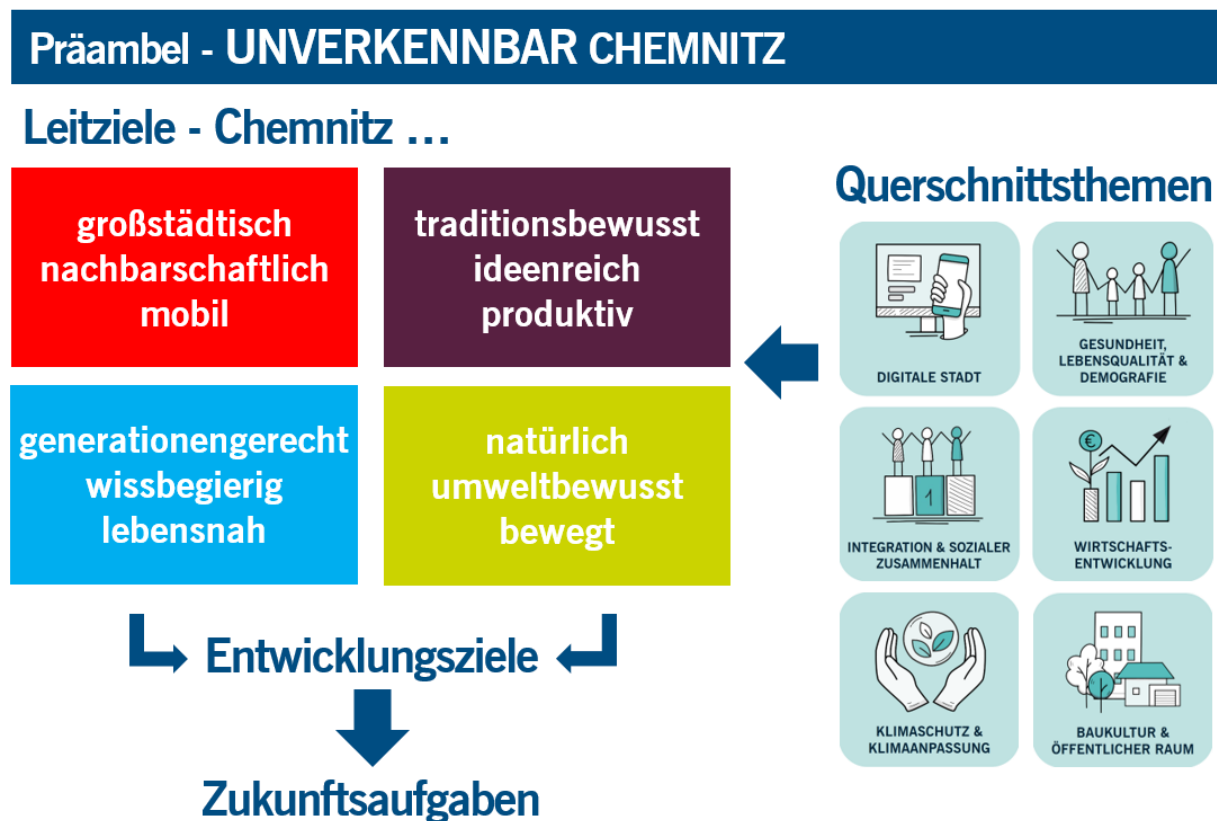 Präambel - UNVERKENNBAR CHEMNITZ
Leitziele - Chemnitz ...
großstädtisch
nachbarschaftlich
mobil
traditionsbewusst
ideenreich
produktiv
generationengerecht
wissbegierig
lebensnah
natürlich
umweltbewusst
bewegt
Entwicklungsziele
Zukunftsaufgaben
Querschnittsthemen
DIGITALE STADT
GESUNDHEIT,
LEBENSQUALITÄT &
DEMOGRAFIE
1
INTEGRATION & SOZIALER
ZUSAMMENHALT
€
WIRTSCHAFTS-
ENTWICKLUNG
KLIMASCHUTZ &
KLIMAANPASSUNG
BAUKULTUR &
ÖFFENTLICHER RAUM